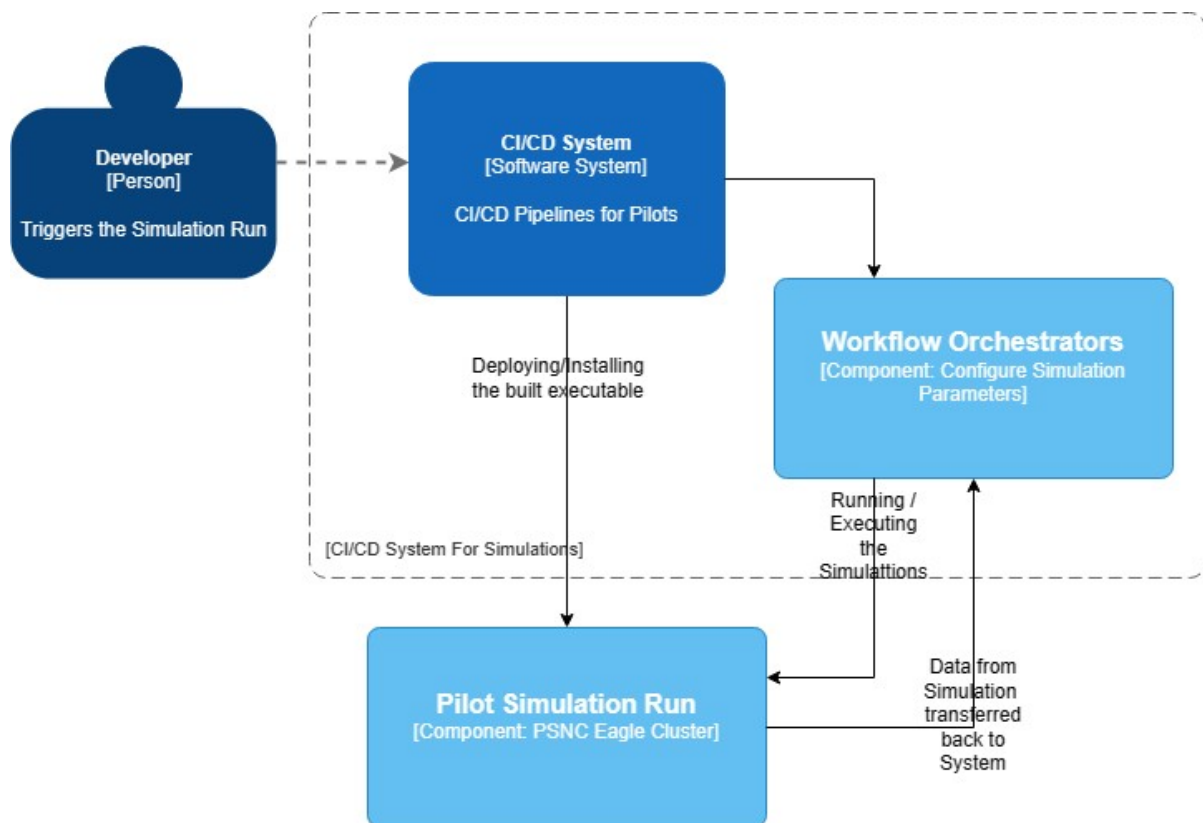 Developer
[Person]
Triggers the Simulation Run
CI/CD System
[Software System]
CI/CD Pipelines for Pilots
Workflow Orchestrators
[Component: Configure Simulation
Parameters]
Deploying/Installing
the built executable
Running /
Executing
the
Simulattions
[CI/CD System For Simulations]
Pilot Simulation Run
[Component: PSNC Eagle Cluster]
Data from
Simulation
transferred
back to
System